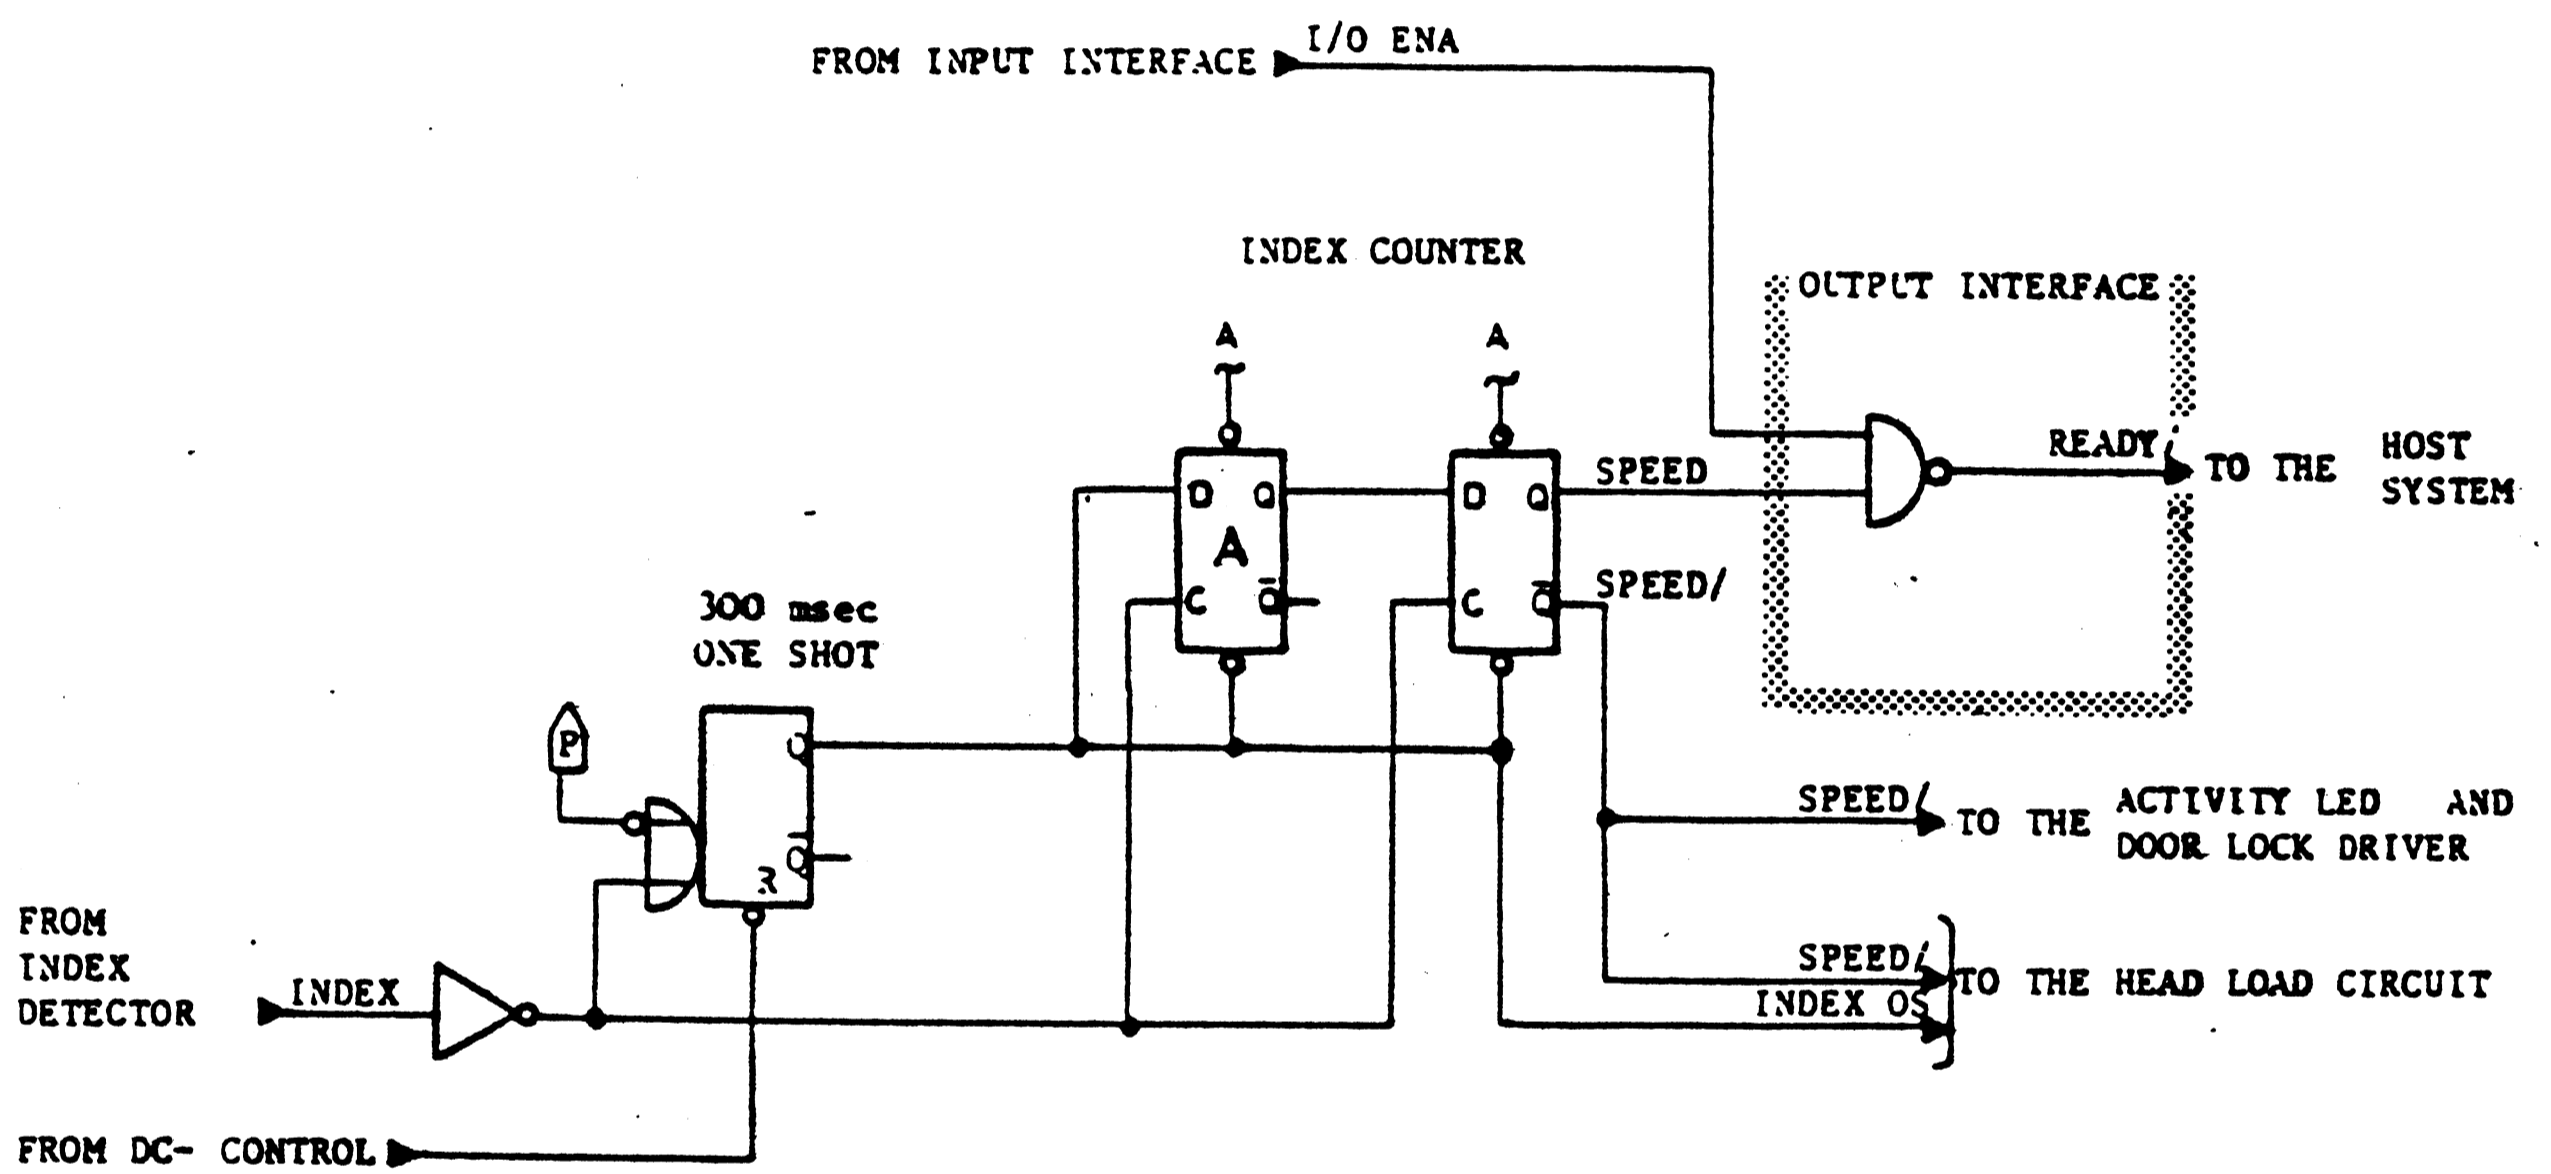 I/O ENA
FROM INPUT INTERFACE
INDEX COUNTER
OUTPUT INTERFACE
A
A
READY/
HOST
TO THE
SYSTEM
SPEED
D Q
D Q
A
SPEED/
C Q̅
C Q̅
300 msec
ONE SHOT
P
Q
Q̅
R
SPEED/
TO THE
ACTIVITY LED AND
DOOR LOCK DRIVER
FROM
INDEX
DETECTOR
INDEX
SPEED/
TO THE HEAD LOAD CIRCUIT
INDEX OS
FROM DC- CONTROL